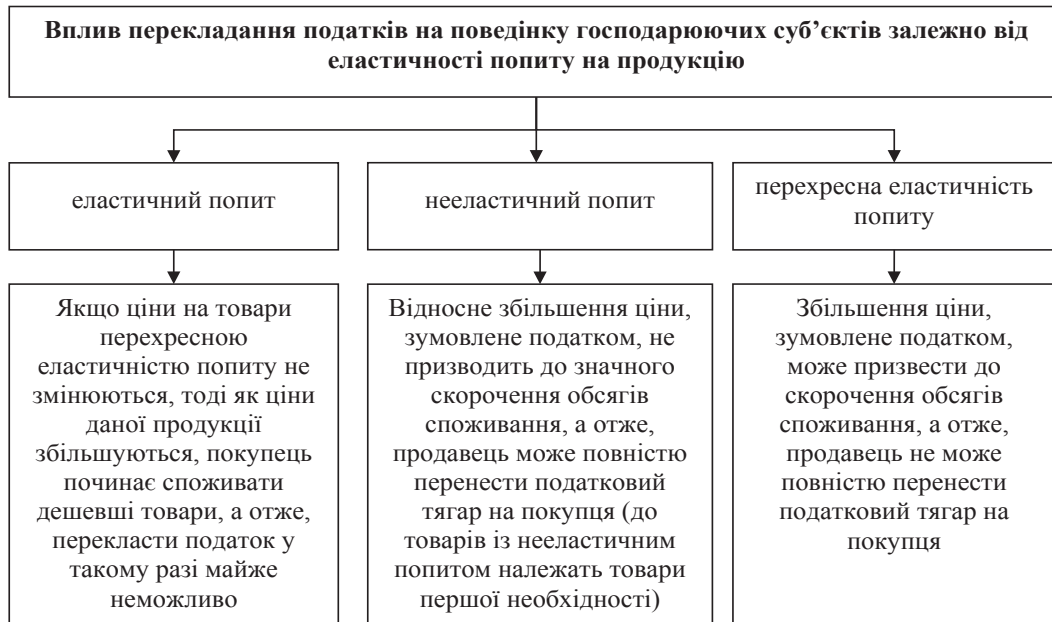 Вплив перекладання податків на поведінку господарюючих суб’єктів залежно від
еластичності попиту на продукцію
еластичний попит
нееластичний попит
перехресна еластичність
попиту
Якщо ціни на товари
перехресною
еластичністю попиту не
змінюються, тоді як ціни
даної продукції
збільшуються, покупець
починає споживати
дешевші товари, а отже,
перекласти податок у
такому разі майже
неможливо
Відносне збільшення ціни,
зумовлене податком, не
призводить до значного
скорочення обсягів
споживання, а отже,
продавець може повністю
перенести податковий
тягар на покупця (до
товарів із нееластичним
попитом належать товари
першої необхідності)
Збільшення ціни,
зумовлене податком,
може призвести до
скорочення обсягів
споживання, а отже,
продавець не може
повністю перенести
податковий тягар на
покупця